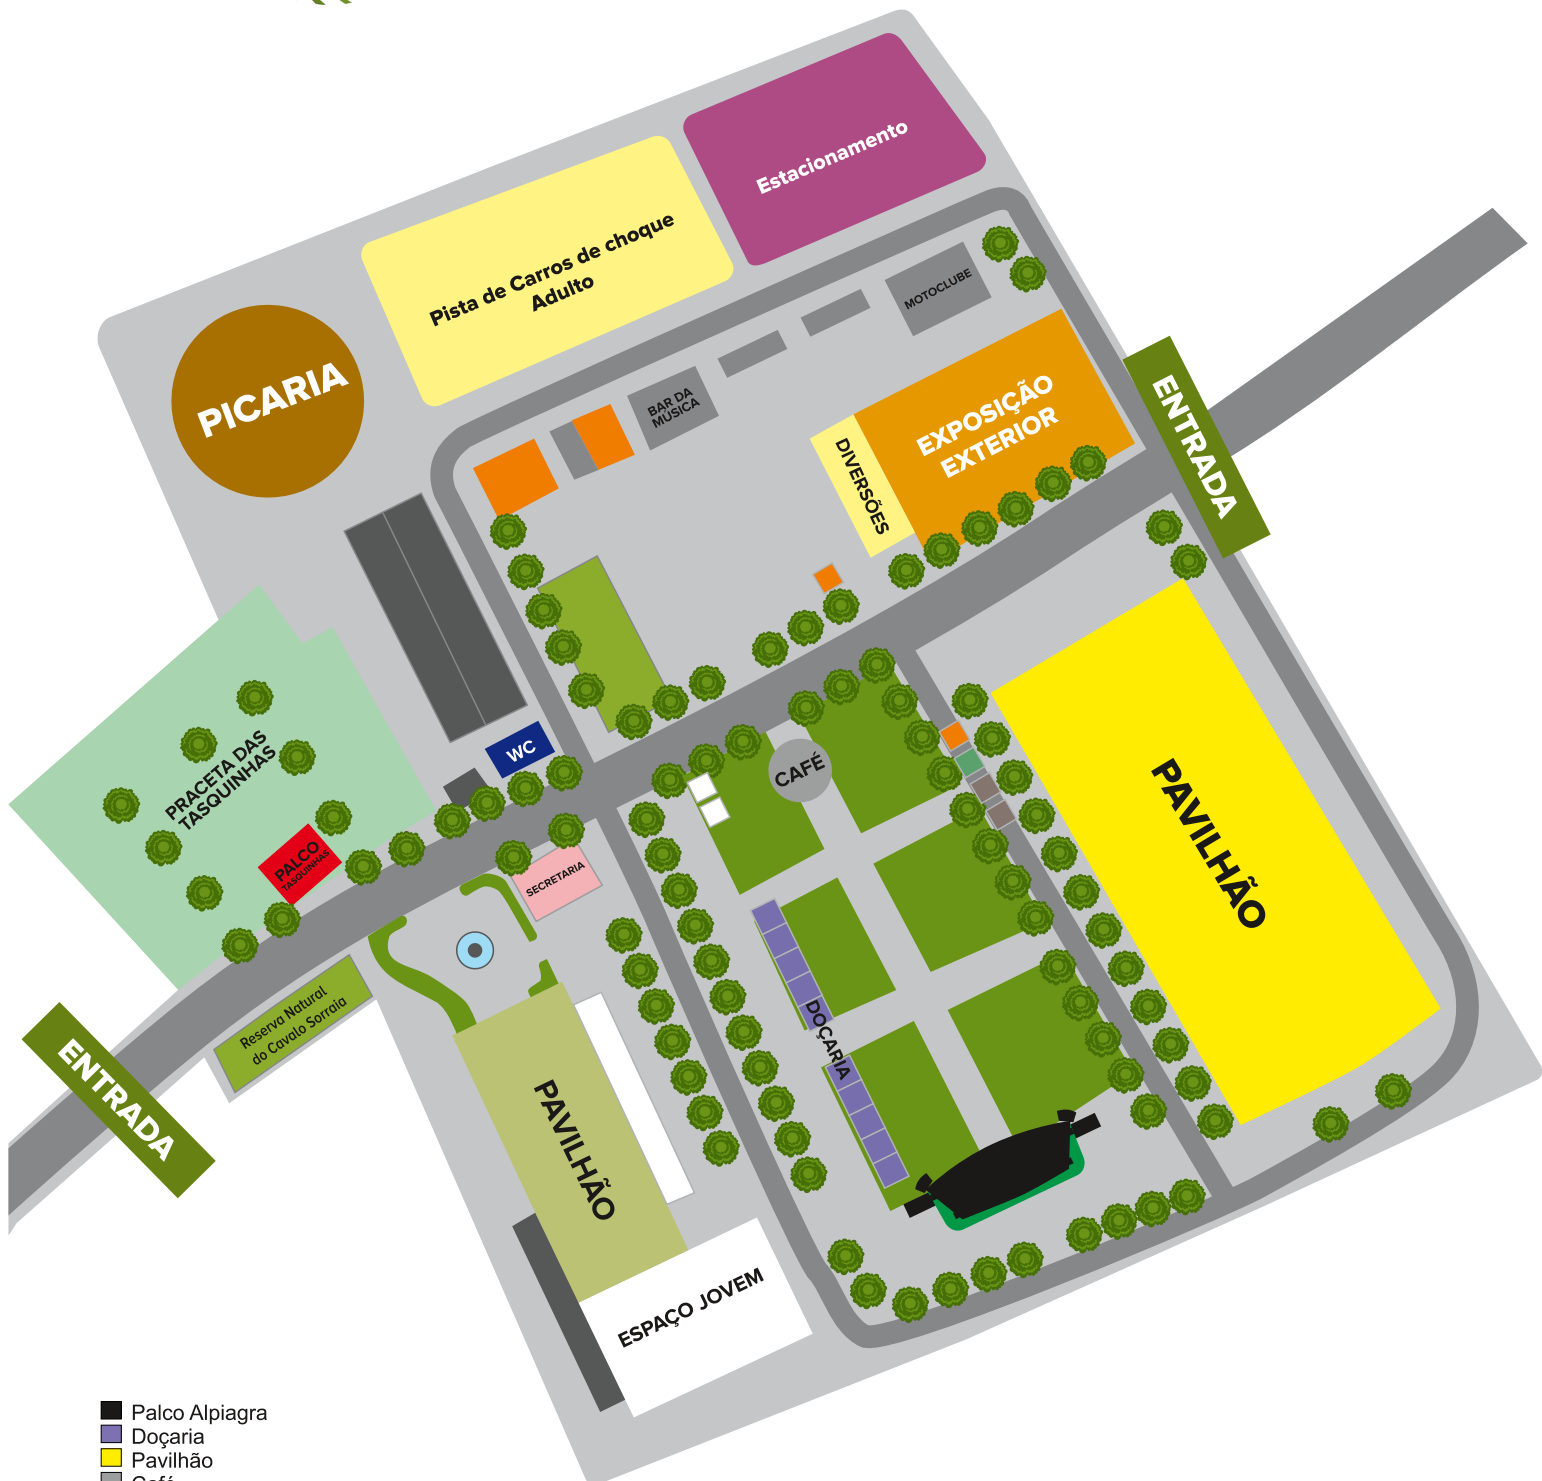 Estacionamento
Pista de Carros de choque
Adulto
MOTOCLUBE
PICARIA
BAR DA
MÚSICA
EXPOSIÇÃO
EXTERIOR
DIVERSÕES
ENTRADA
WC
PRACETA DAS
TASQUINHAS
CAFÉ
PALCO
TASQUINHAS
SECRETARIA
PAVILHÃO
Reserva Natural
do Cavalo Sorraia
DOÇARIA
ENTRADA
PAVILHÃO
ESPAÇO JOVEM
Palco Alpiagra
Doçaria
Pavilhão
Café